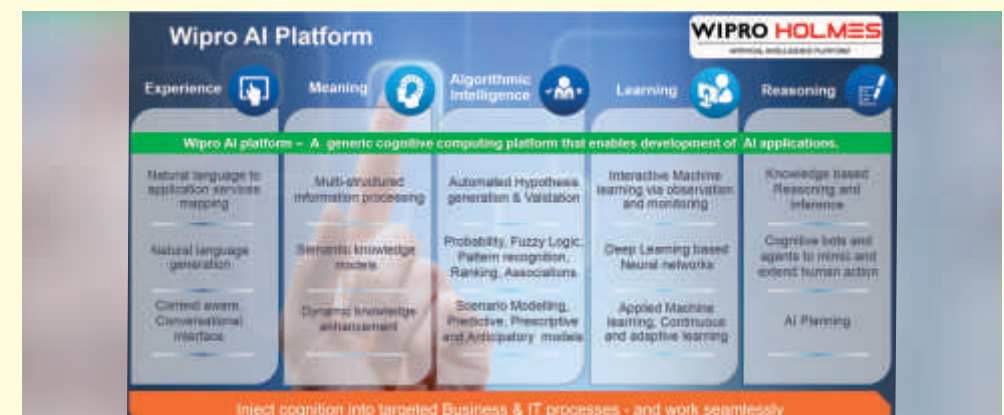 Wipro AI Platform
WIPRO HOLMES
ARTIFICIAL INTELLIGENCE PLATFORM
Experience
Meaning
Algorithmic
Intelligence
Learning
Reasoning
Wipro AI platform – A generic cognitive computing platform that enables development of AI applications.
Natural language to
application services
mapping
Natural language
generation
Context aware,
Conversational
interface
Multi-structured
information processing
Semantic knowledge
models
Dynamic knowledge
enhancement
Automated Hypothesis
generation & Validation
Probability, Fuzzy Logic,
Pattern recognition,
Ranking, Associations
Scenario Modelling,
Predictive, Prescriptive
and Anticipatory models
Interactive Machine
learning via observation
and monitoring
Deep Learning based
Neural networks
Applied Machine
learning, Continuous
and adaptive learning
Knowledge based
Reasoning and
Inference
Cognitive bots and
agents to mimic and
extend human action
AI Planning
Inject cognition into targeted Business & IT processes - and work seamlessly